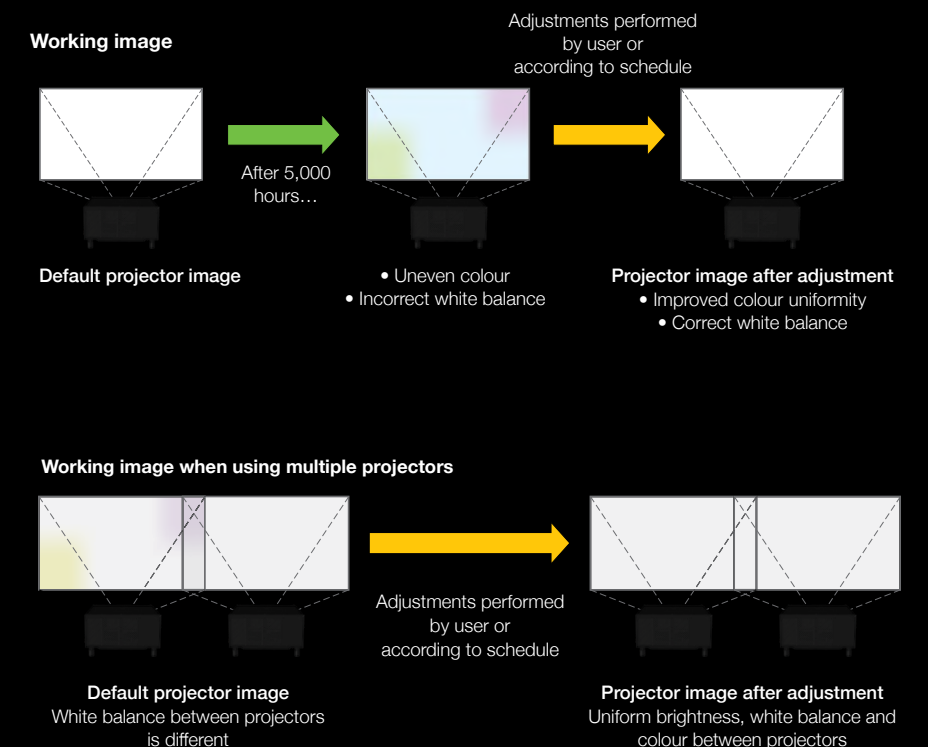 Working image
Adjustments performed
by user or
according to schedule
After 5,000
hours…
Default projector image
• Uneven colour
• Incorrect white balance
Projector image after adjustment
• Improved colour uniformity
• Correct white balance
Working image when using multiple projectors
Adjustments performed
by user or
according to schedule
Default projector image
White balance between projectors
is different
Projector image after adjustment
Uniform brightness, white balance and
colour between projectors